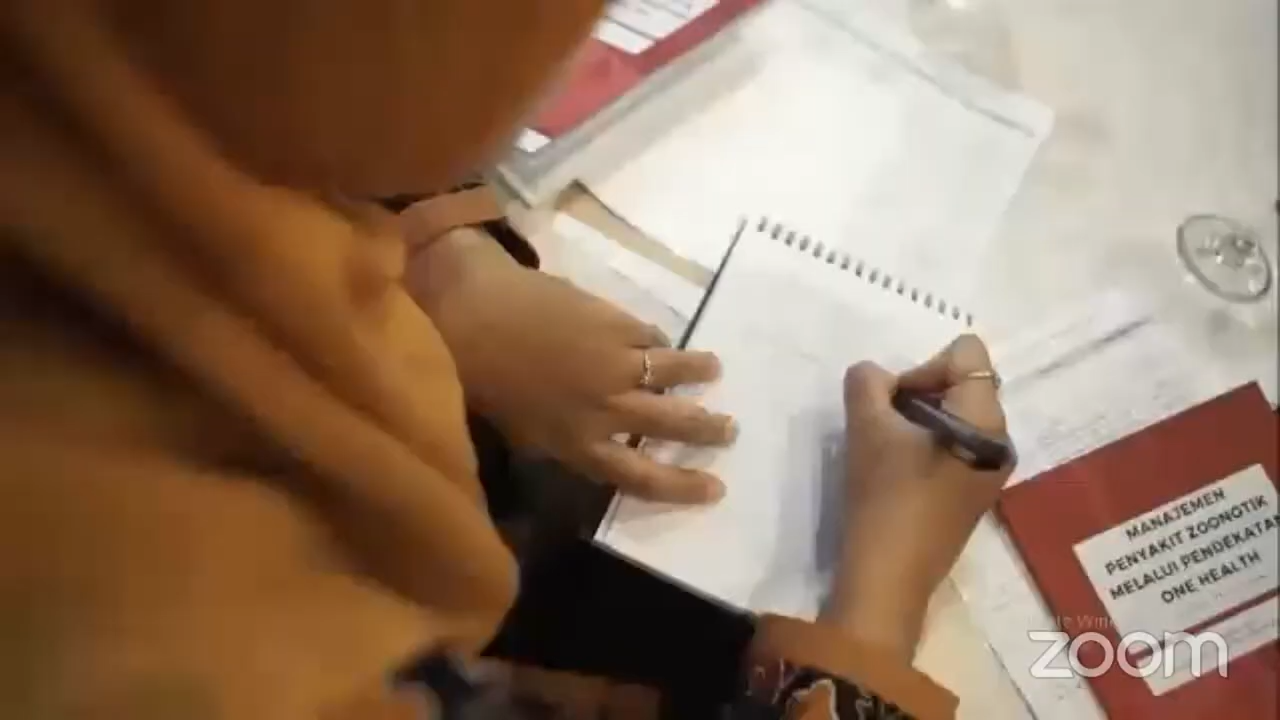 MANAJEMEN
PENYAKIT ZOONOTIK
MELALUI PENDEKATAN
ONE HEALTH
zoom